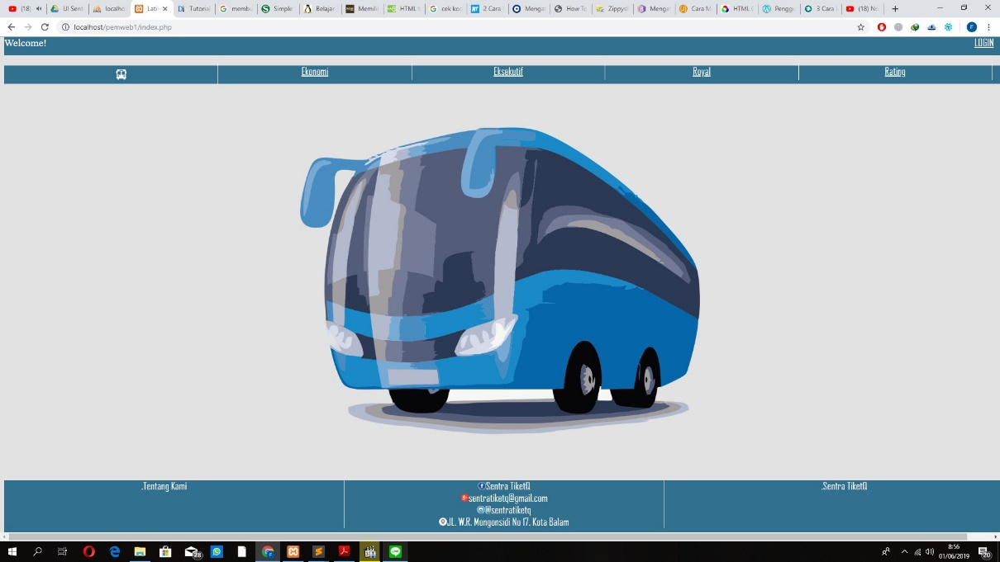 (18)
UI Sent
localho
Lati
Tutorial
membu
Simple
Belajar
Memili
HTML
cek kod
2 Cara
Menga
How To
Zippys
Menga
Cara M
HTML C
Penggu
3 Cara
(18) No
localhost/pemweb1/index.php
Welcome!
LOGIN
Ekonomi
Eksekutif
Royal
Rating
.Tentang Kami
Sentra TiketQ
sentratiketq@gmail.com
@sentratiketq
JL. W.R. Mongonsidi No 17. Kota Balam
.Sentra TiketQ
28
8:56
01/06/2019
20